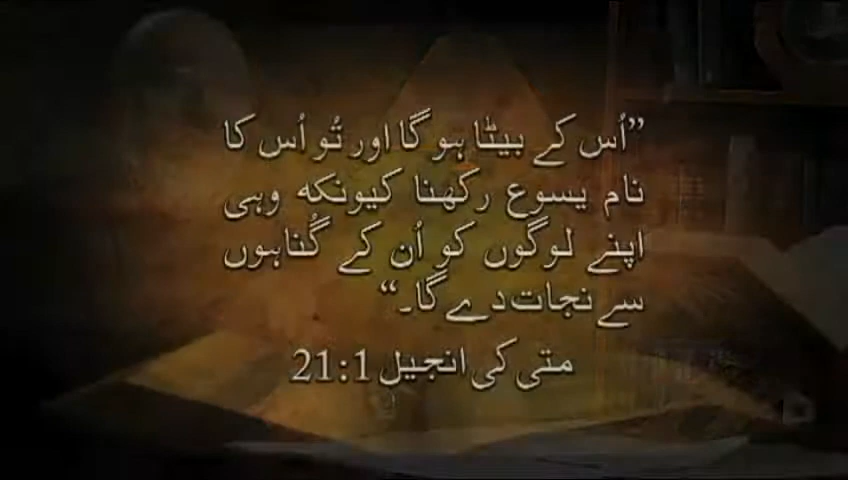 ”اُس کے بیٹا ہو گا اور تُو اُس کا
نام یسوع رکھنا کیونکہ وہی
اپنے لوگوں کو اُن کے گُناہوں
سے نجات دے گا۔“
متی کی انجیل 21:1